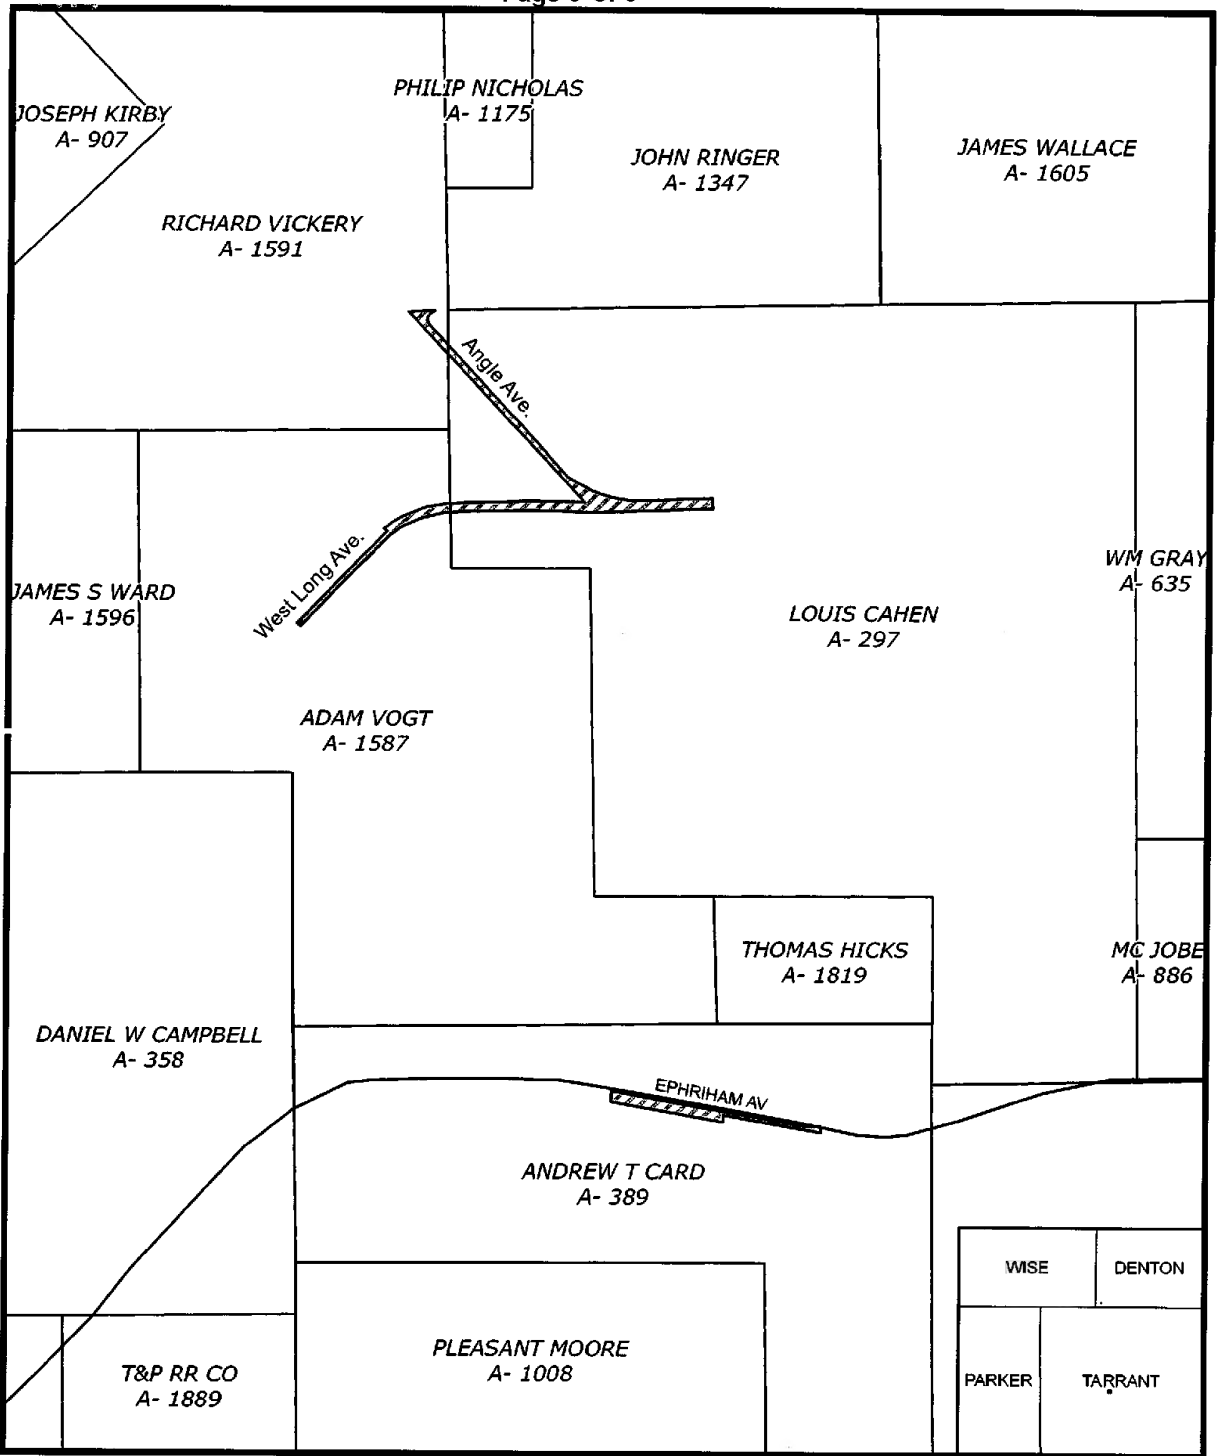 JOSEPH KIRBY
A- 907
PHILIP NICHOLAS
A- 1175
JOHN RINGER
A- 1347
JAMES WALLACE
A- 1605
RICHARD VICKERY
A- 1591
Angle Ave.
West Long Ave.
JAMES S WARD
A- 1596
WM GRAY
A- 635
LOUIS CAHEN
A- 297
ADAM VOGT
A- 1587
THOMAS HICKS
A- 1819
MC JOBE
A- 886
DANIEL W CAMPBELL
A- 358
EPHRIHAM AV
ANDREW T CARD
A- 389
WISE
DENTON
PLEASANT MOORE
A- 1008
T&P RR CO
A- 1889
PARKER
TARRANT